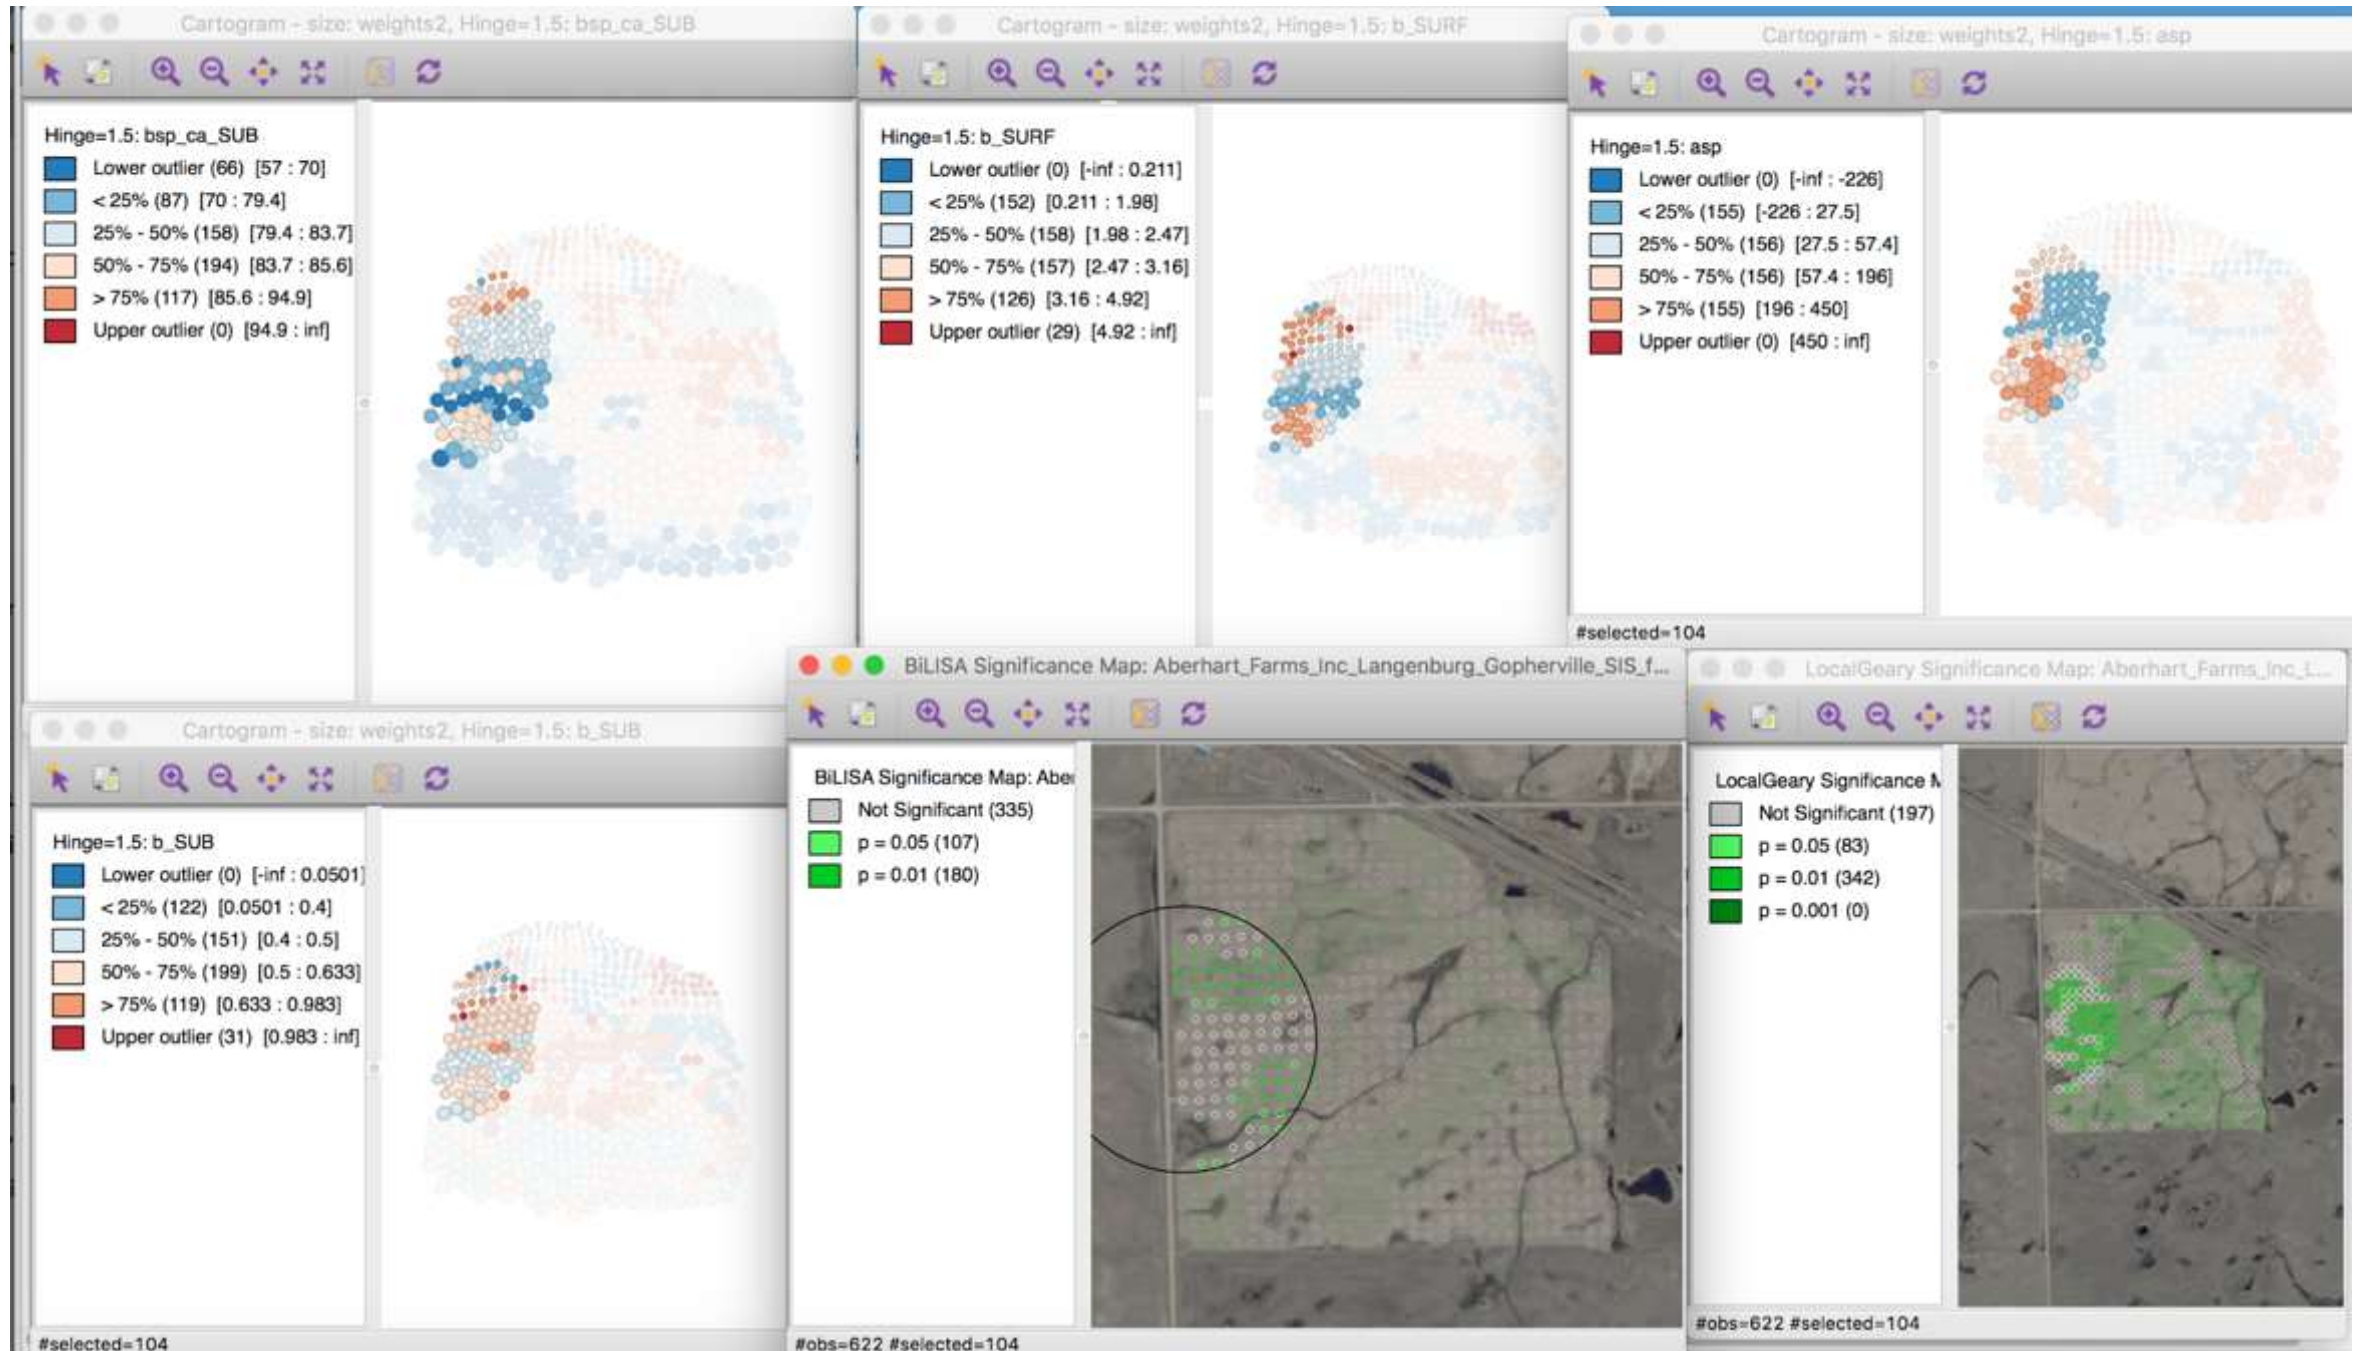 Cartogram - size: weights2, Hinge=1.5: bsp_ca_SUB
Hinge=1.5: bsp_ca_SUB
Lower outlier (66) [57 : 70]
< 25% (87) [70 : 79.4]
25% - 50% (158) [79.4 : 83.7]
50% - 75% (194) [83.7 : 85.6]
> 75% (117) [85.6 : 94.9]
Upper outlier (0) [94.9 : inf]
Cartogram - size: weights2, Hinge=1.5: b_SURF
Hinge=1.5: b_SURF
Lower outlier (0) [-inf : 0.211]
< 25% (152) [0.211 : 1.98]
25% - 50% (158) [1.98 : 2.47]
50% - 75% (157) [2.47 : 3.16]
> 75% (126) [3.16 : 4.92]
Upper outlier (29) [4.92 : inf]
Cartogram - size: weights2, Hinge=1.5: asp
Hinge=1.5: asp
Lower outlier (0) [-inf : -226]
< 25% (155) [-226 : 27.5]
25% - 50% (156) [27.5 : 57.4]
50% - 75% (156) [57.4 : 196]
> 75% (155) [196 : 450]
Upper outlier (0) [450 : inf]
#selected=104
Cartogram - size: weights2, Hinge=1.5: b_SUB
Hinge=1.5: b_SUB
Lower outlier (0) [-inf : 0.0501]
< 25% (122) [0.0501 : 0.4]
25% - 50% (151) [0.4 : 0.5]
50% - 75% (199) [0.5 : 0.633]
> 75% (119) [0.633 : 0.983]
Upper outlier (31) [0.983 : inf]
#selected=104
BiLISA Significance Map: Aberhart_Farms_Inc_Langenburg_Gopherville_SIS_f...
BiLISA Significance Map: Aber
Not Significant (335)
p = 0.05 (107)
p = 0.01 (180)
#obs=622 #selected=104
LocalGeary Significance Map: Aberhart_Farms_Inc_L...
LocalGeary Significance M
Not Significant (197)
p = 0.05 (83)
p = 0.01 (342)
p = 0.001 (0)
#obs=622 #selected=104